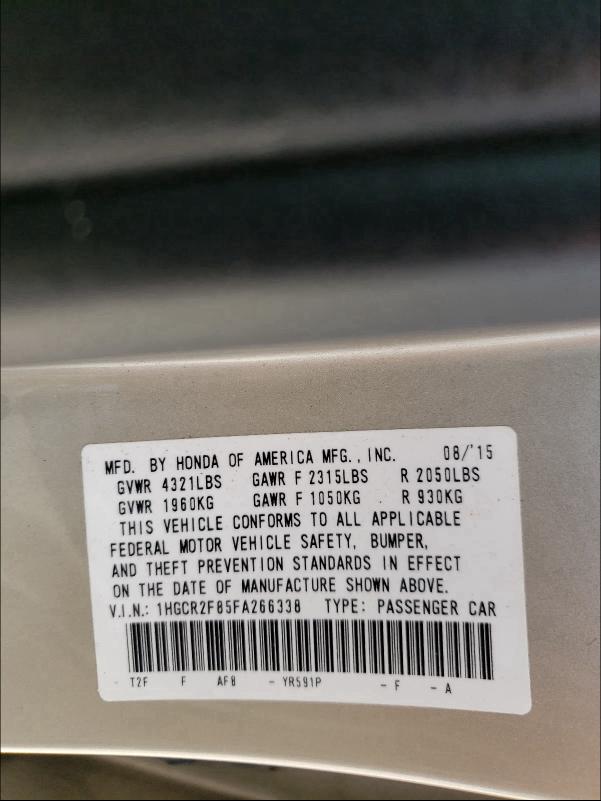 MFD. BY HONDA OF AMERICA MFG., INC. 08/'15
GVWR 4321LBS GAWR F 2315LBS R 2050LBS
GVWR 1960KG GAWR F 1050KG R 930KG
THIS VEHICLE CONFORMS TO ALL APPLICABLE
FEDERAL MOTOR VEHICLE SAFETY, BUMPER,
AND THEFT PREVENTION STANDARDS IN EFFECT
ON THE DATE OF MANUFACTURE SHOWN ABOVE.
V.I.N.: 1HGCR2F85FA266338 TYPE: PASSENGER CAR
- T2F F AF8 - YR591P - F - A